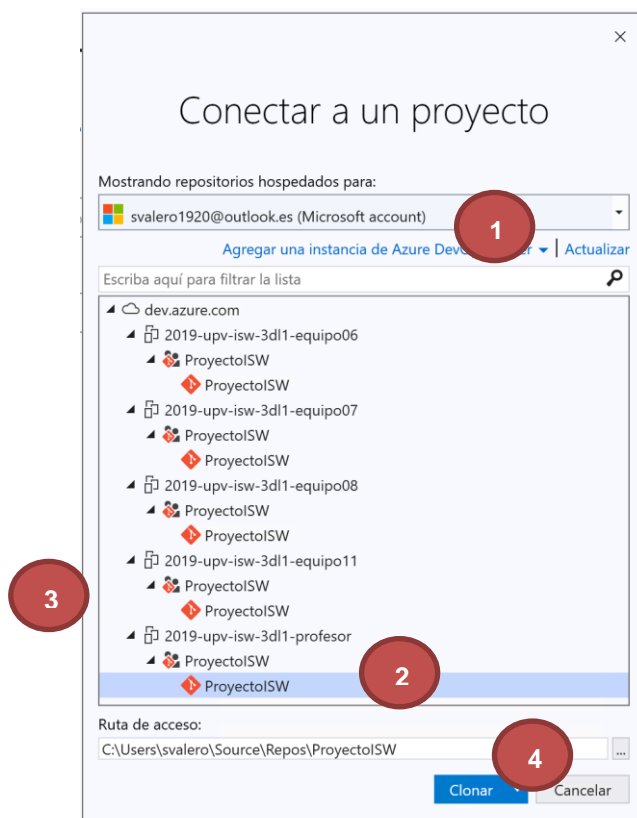 Conectar a un proyecto
Mostrando repositorios hospedados para:
svalero1920@outlook.es (Microsoft account)
1
Agregar una instancia de Azure | Actualizar
Escriba aquí para filtrar la lista
dev.azure.com
2019-upv-isw-3dl1-equipo06
ProyectoISW
ProyectoISW
2019-upv-isw-3dl1-equipo07
ProyectoISW
ProyectoISW
2019-upv-isw-3dl1-equipo08
ProyectoISW
ProyectoISW
2019-upv-isw-3dl1-equipo11
ProyectoISW
3
ProyectoISW
2019-upv-isw-3dl1-profesor
ProyectoISW
2
ProyectoISW
Ruta de acceso:
C:\Users\svalero\Source\Repos\ProyectoISW
...
4
Clonar
Cancelar